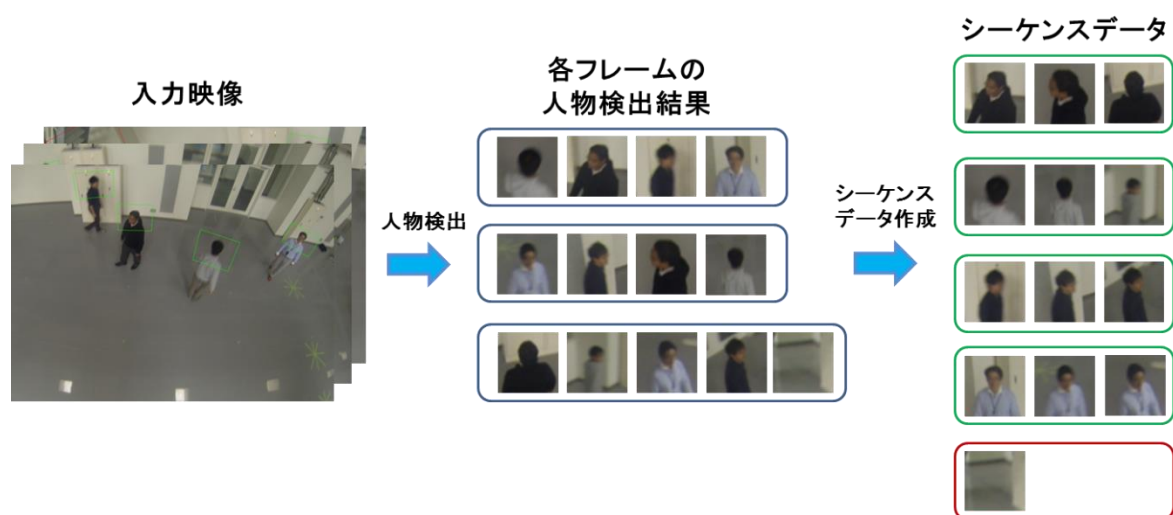 入力映像
人物検出
各フレームの
人物検出結果
シーケンス
データ作成
シーケンスデータ